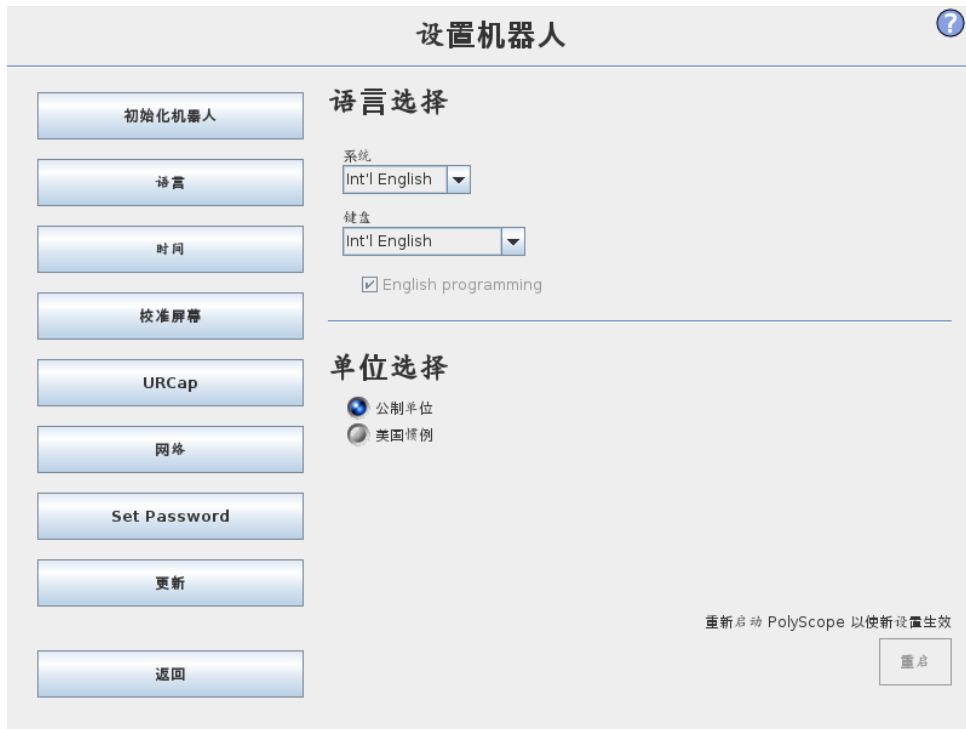 设置机器人
?
初始化机器人
语言
时间
校准屏幕
URCap
网络
Set Password
更新
返回
语言选择
系统
Int'l English
键盘
Int'l English
English programming
单位选择
公制单位
美国惯例
重新启动 PolyScope 以使新设置生效
重启